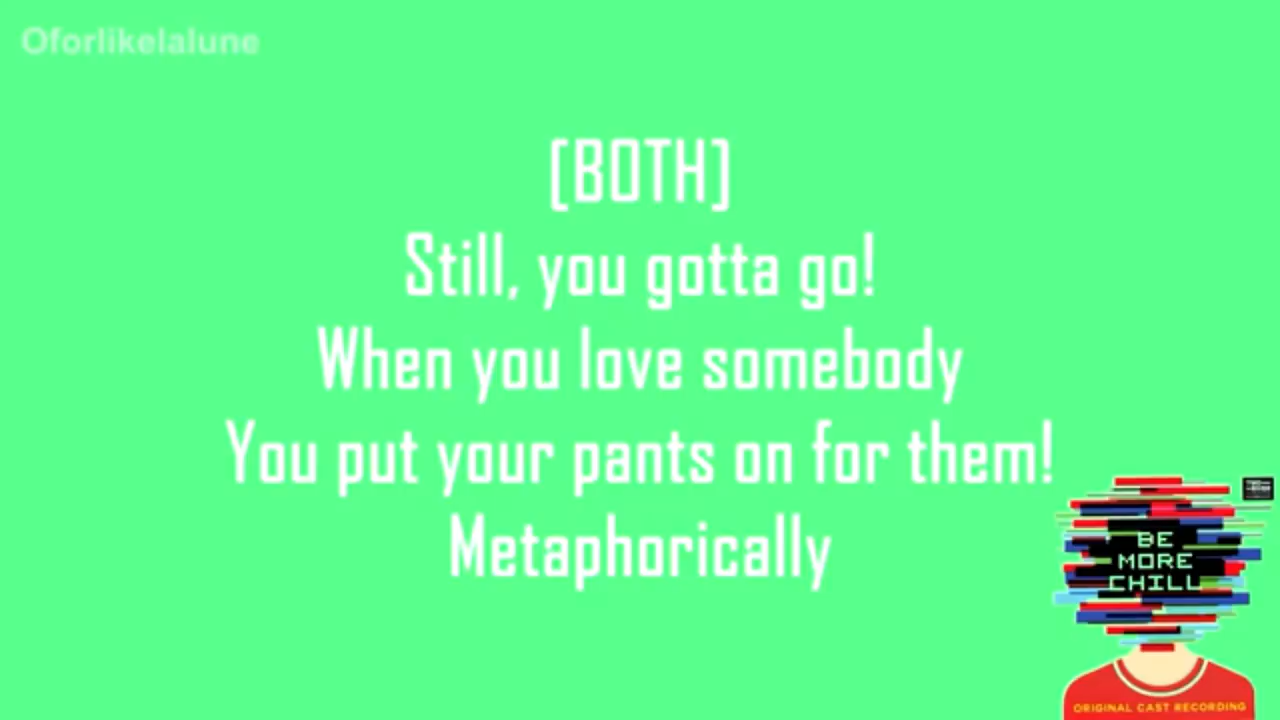 Oforlikelalune
[BOTH]
Still, you gotta go!
When you love somebody
You put your pants on for them!
Metaphorically
BE
MORE
CHILL
ORIGINAL CAST RECORDING